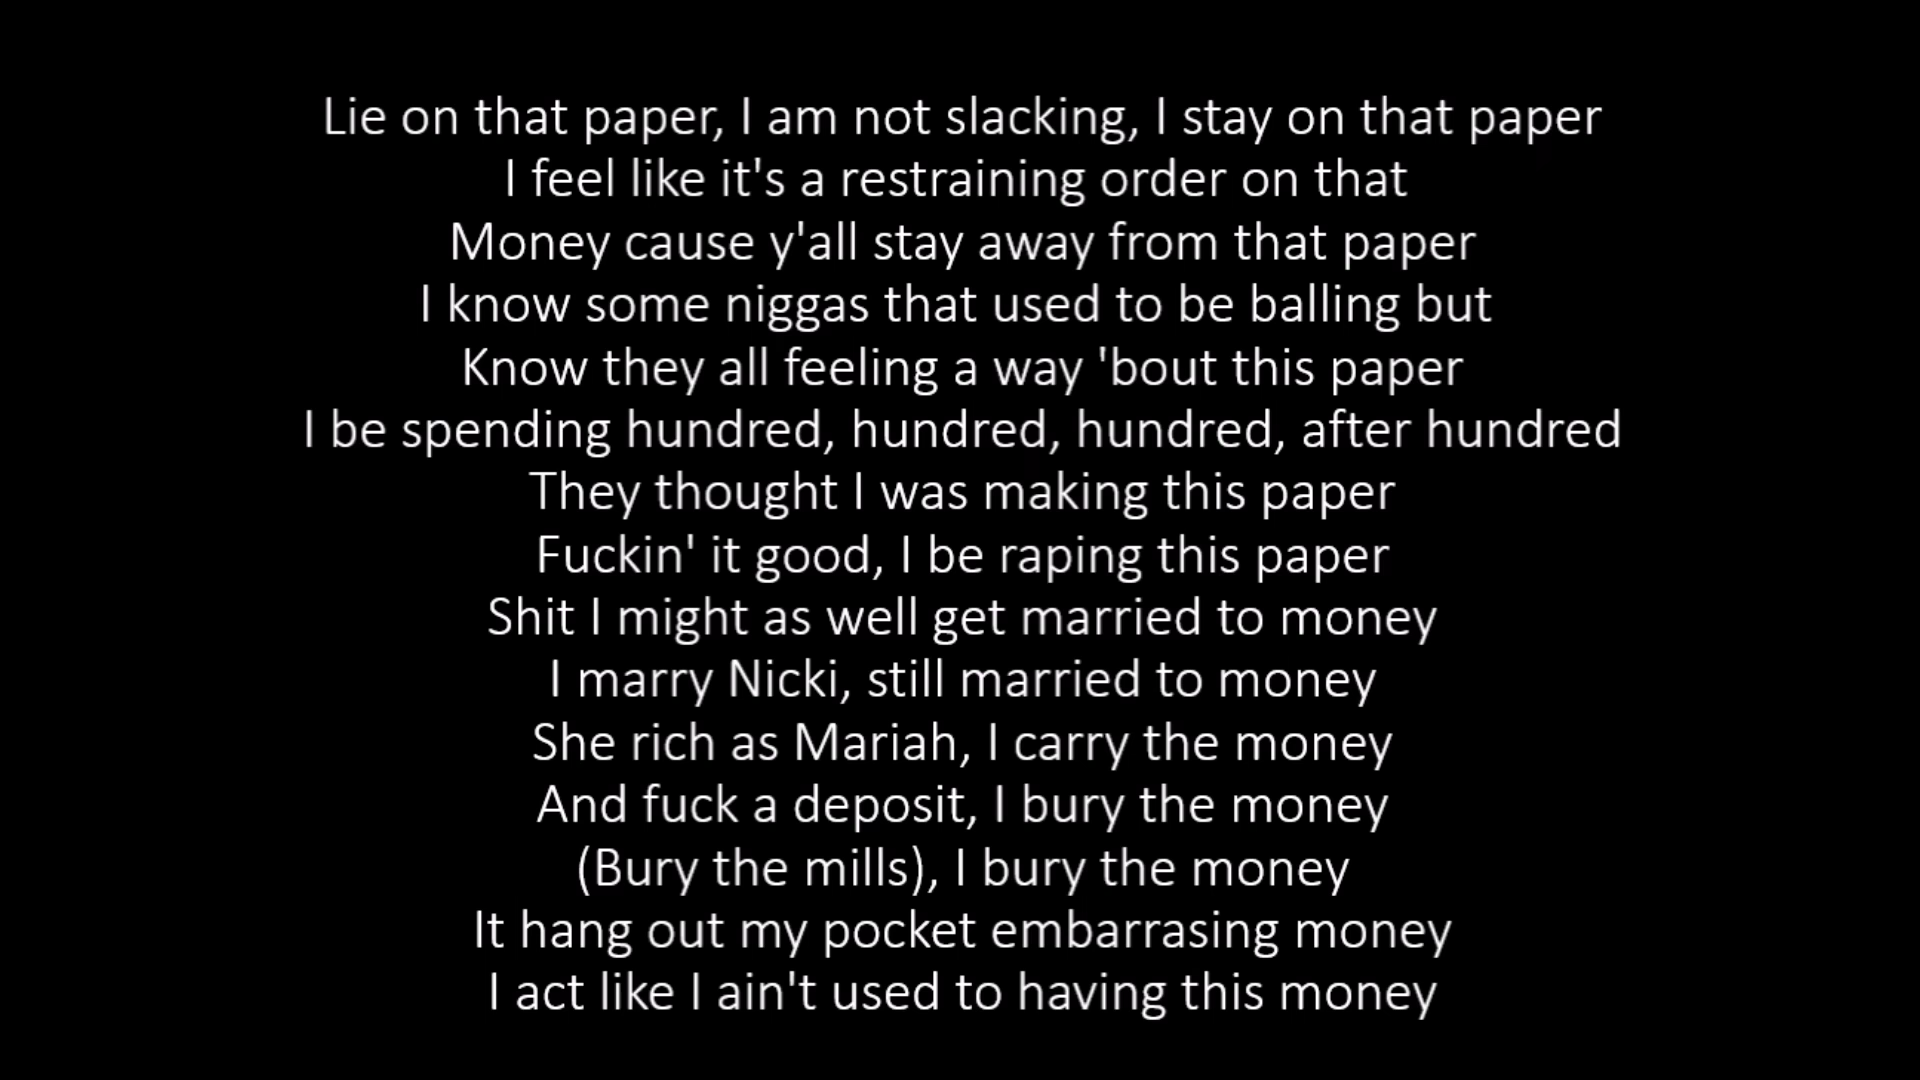 Lie on that paper, I am not slacking, I stay on that paper
I feel like it's a restraining order on that
Money cause y'all stay away from that paper
I know some niggas that used to be balling but
Know they all feeling a way 'bout this paper
I be spending hundred, hundred, hundred, after hundred
They thought I was making this paper
Fuckin' it good, I be raping this paper
Shit I might as well get married to money
I marry Nicki, still married to money
She rich as Mariah, I carry the money
And fuck a deposit, I bury the money
(Bury the mills), I bury the money
It hang out my pocket embarrasing money
I act like I ain't used to having this money